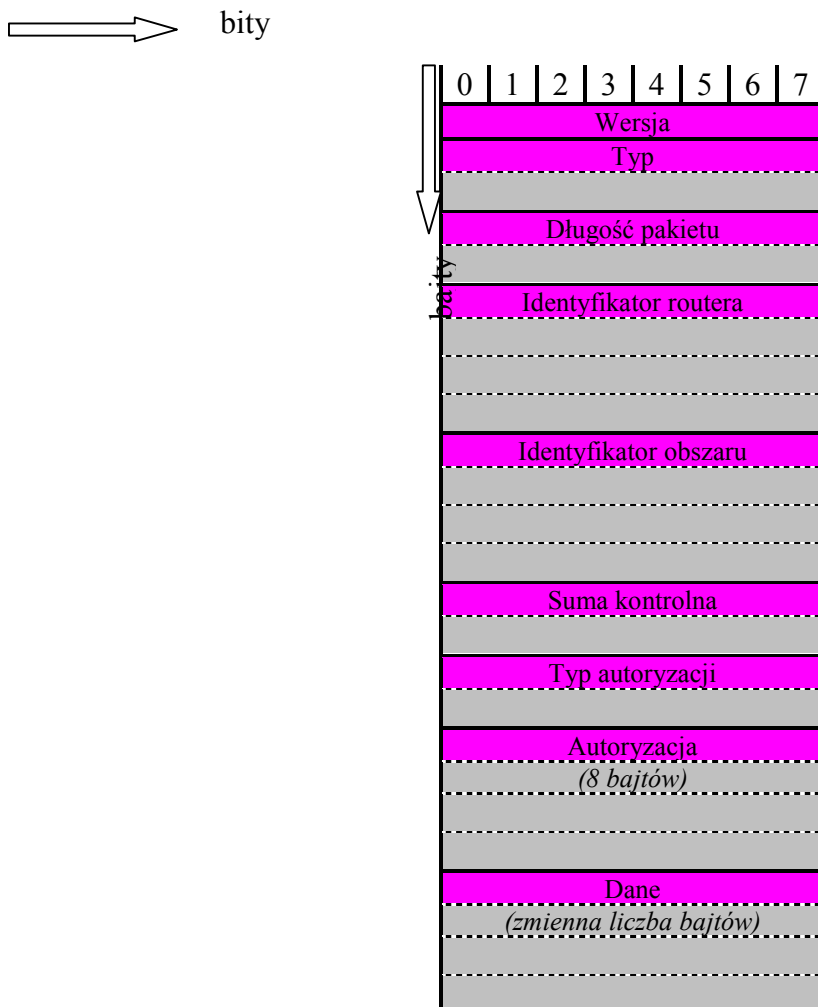 bity
0 1 2 3 4 5 6 7
Wersja
Typ
Długość pakietu
bajty
Identyfikator routera
Identyfikator obszaru
Suma kontrolna
Typ autoryzacji
Autoryzacja
(8 bajtów)
Dane
(zmienna liczba bajtów)